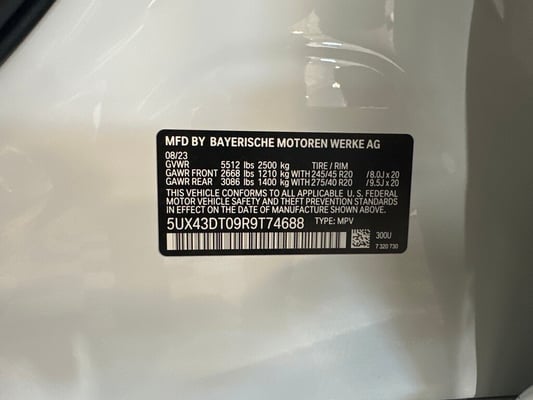 MFD BY BAYERISCHE MOTOREN WERKE AG
08/23
GVWR 5512 lbs 2500 kg TIRE / RIM
GAWR FRONT 2668 lbs 1210 kg WITH 245/45 R20 /8.0J x 20
GAWR REAR 3086 lbs 1400 kg WITH 275/40 R20 /9.5J x 20
THIS VEHICLE CONFORMS TO ALL APPLICABLE U. S. FEDERAL
MOTOR VEHICLE SAFETY AND THEFT PREVENTION STANDARDS
IN EFFECT ON THE DATE OF MANUFACTURE SHOWN ABOVE.
5UX43DT09R9T74688 TYPE: MPV
300U
7 320 730